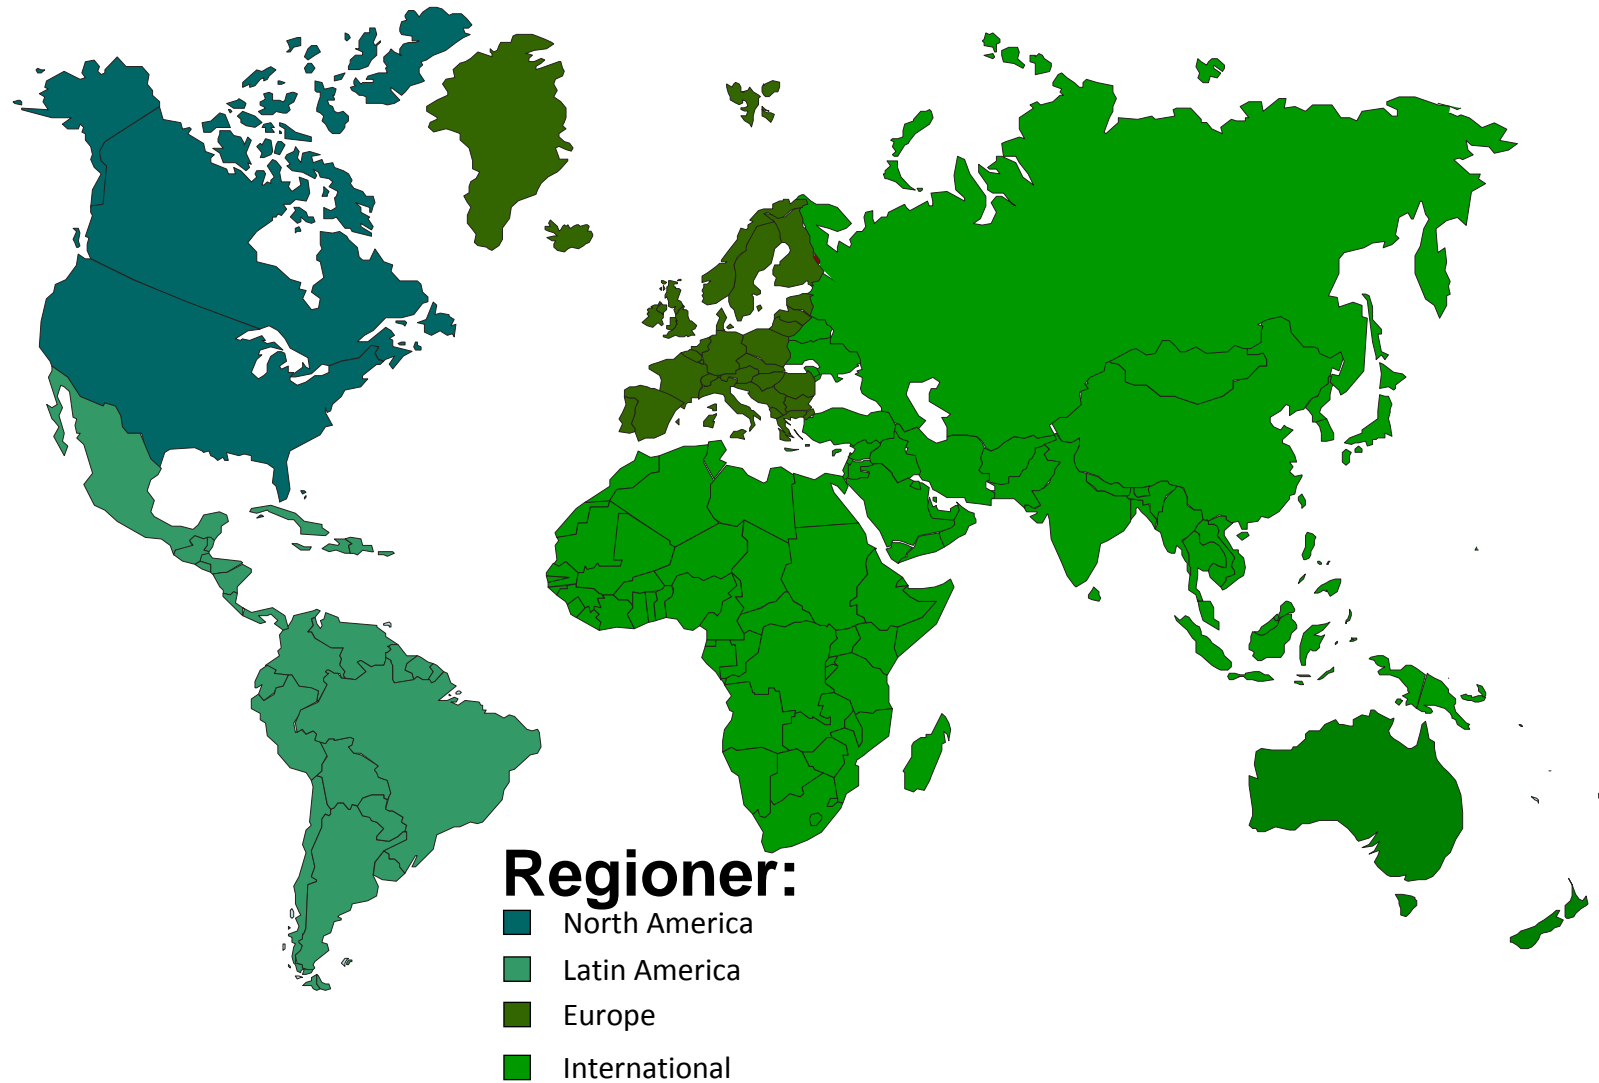 Regioner:
North America
Latin America
Europe
International